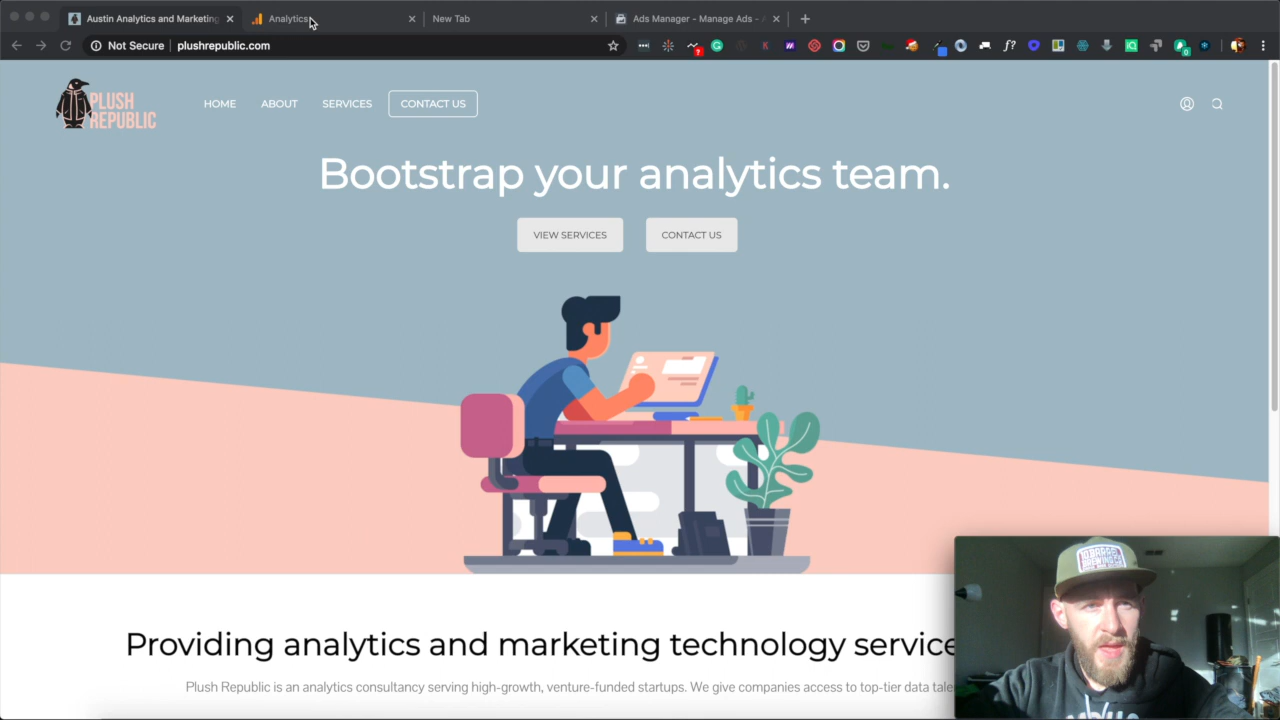 Austin Analytics and Marketing
Analytics
New Tab
Ads Manager - Manage Ads -
Not Secure
plushrepublic.com
PLUSH
REPUBLIC
HOME
ABOUT
SERVICES
CONTACT US
Bootstrap your analytics team.
VIEW SERVICES
CONTACT US
Providing analytics and marketing technology service
Plush Republic is an analytics consultancy serving high-growth, venture-funded startups. We give companies access to top-tier data tale